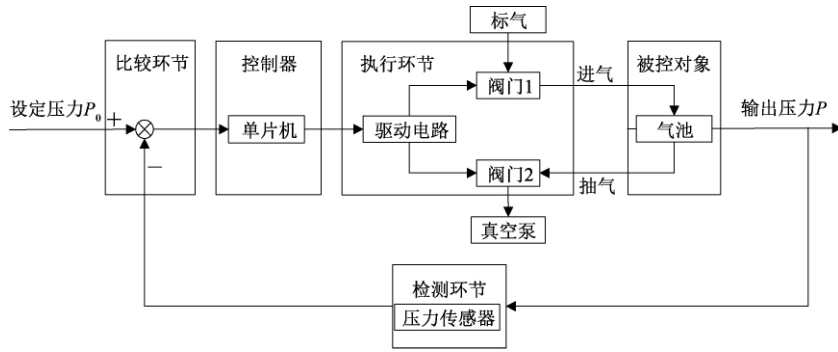 标气
比较环节
控制器
执行环节
被控对象
阀门1
进气
设定压力P0
+
单片机
驱动电路
气池
输出压力P
−
阀门2
抽气
真空泵
检测环节
压力传感器